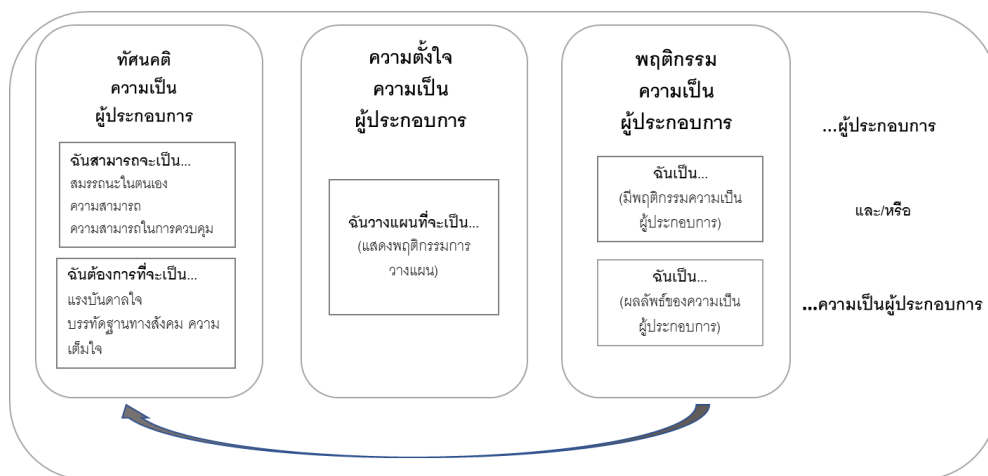 ทัศนคติ
ความเป็น
ผู้ประกอบการ
ฉันสามารถจะเป็น...
สมรรถนะในตนเอง
ความสามารถ
ความสามารถในการควบคุม
ฉันต้องการที่จะเป็น...
แรงบันดาลใจ
บรรทัดฐานทางสังคม ความ
เต็มใจ
ความตั้งใจ
ความเป็น
ผู้ประกอบการ
ฉันวางแผนที่จะเป็น...
(แสดงพฤติกรรมการ
วางแผน)
พฤติกรรม
ความเป็น
ผู้ประกอบการ
ฉันเป็น...
(มีพฤติกรรมความเป็น
ผู้ประกอบการ)
ฉันเป็น...
(ผลลัพธ์ของความเป็น
ผู้ประกอบการ)
...ผู้ประกอบการ
และ/หรือ
...ความเป็นผู้ประกอบการ